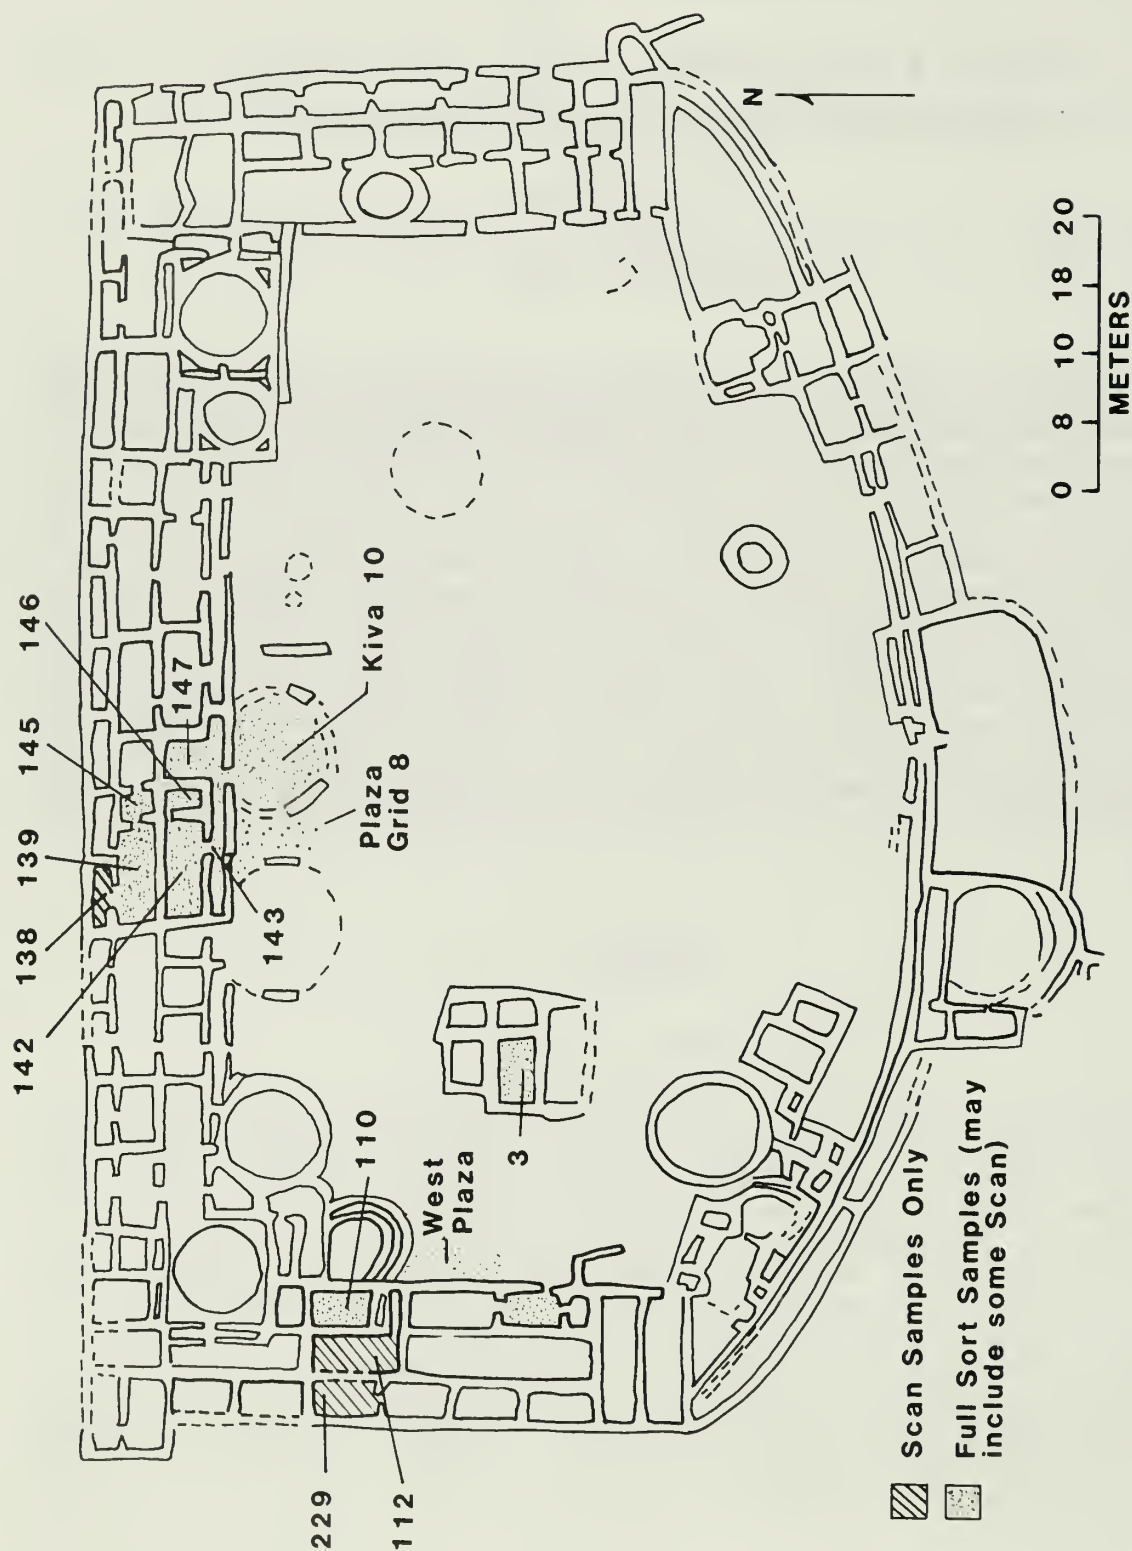 142
138
139
145
146
147
143
Plaza
Grid 8
Kiva 10
N
229
112
110
West
Plaza
3
Scan Samples Only
Full Sort Samples (may
include some Scan)
0 8 10 18 20
METERS